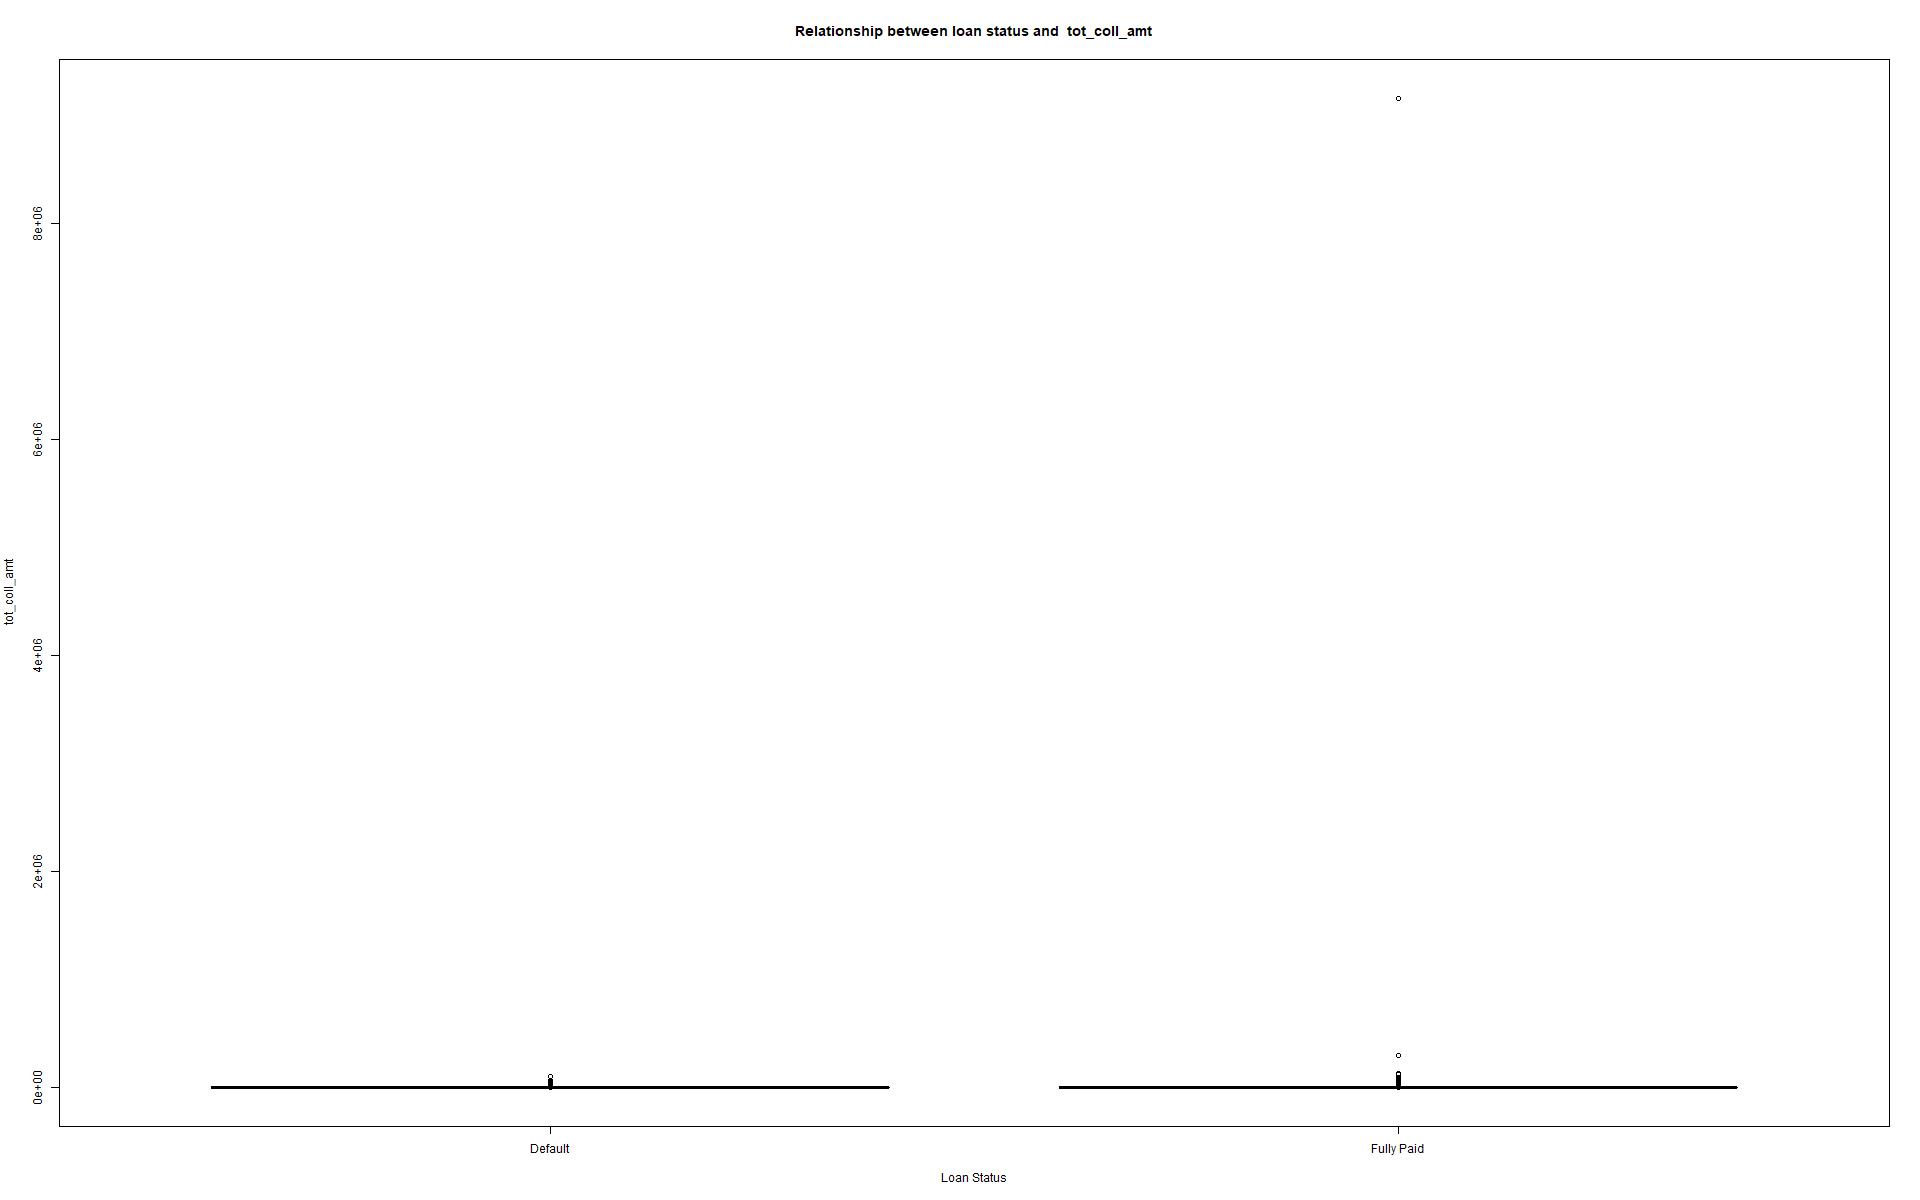 Relationship between loan status and  tot_coll_amt
8e+06
6e+06
4e+06
2e+06
0e+00
tot_coll_amt
Default
Fully Paid
Loan Status